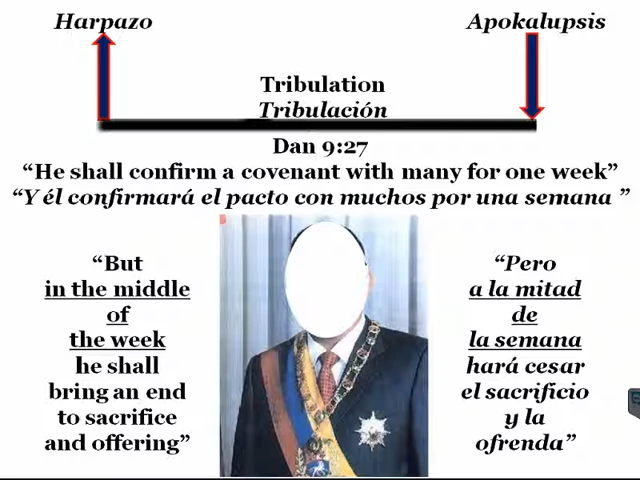 Harpazo
Apokalupsis
Tribulation
Tribulación
Dan 9:27
“He shall confirm a covenant with many for one week”
“Y él confirmará el pacto con muchos por una semana ”
“But
in the middle
of
the week
he shall
bring an end
to sacrifice
and offering”
“Pero
a la mitad
de
la semana
hará cesar
el sacrificio
y la
ofrenda”